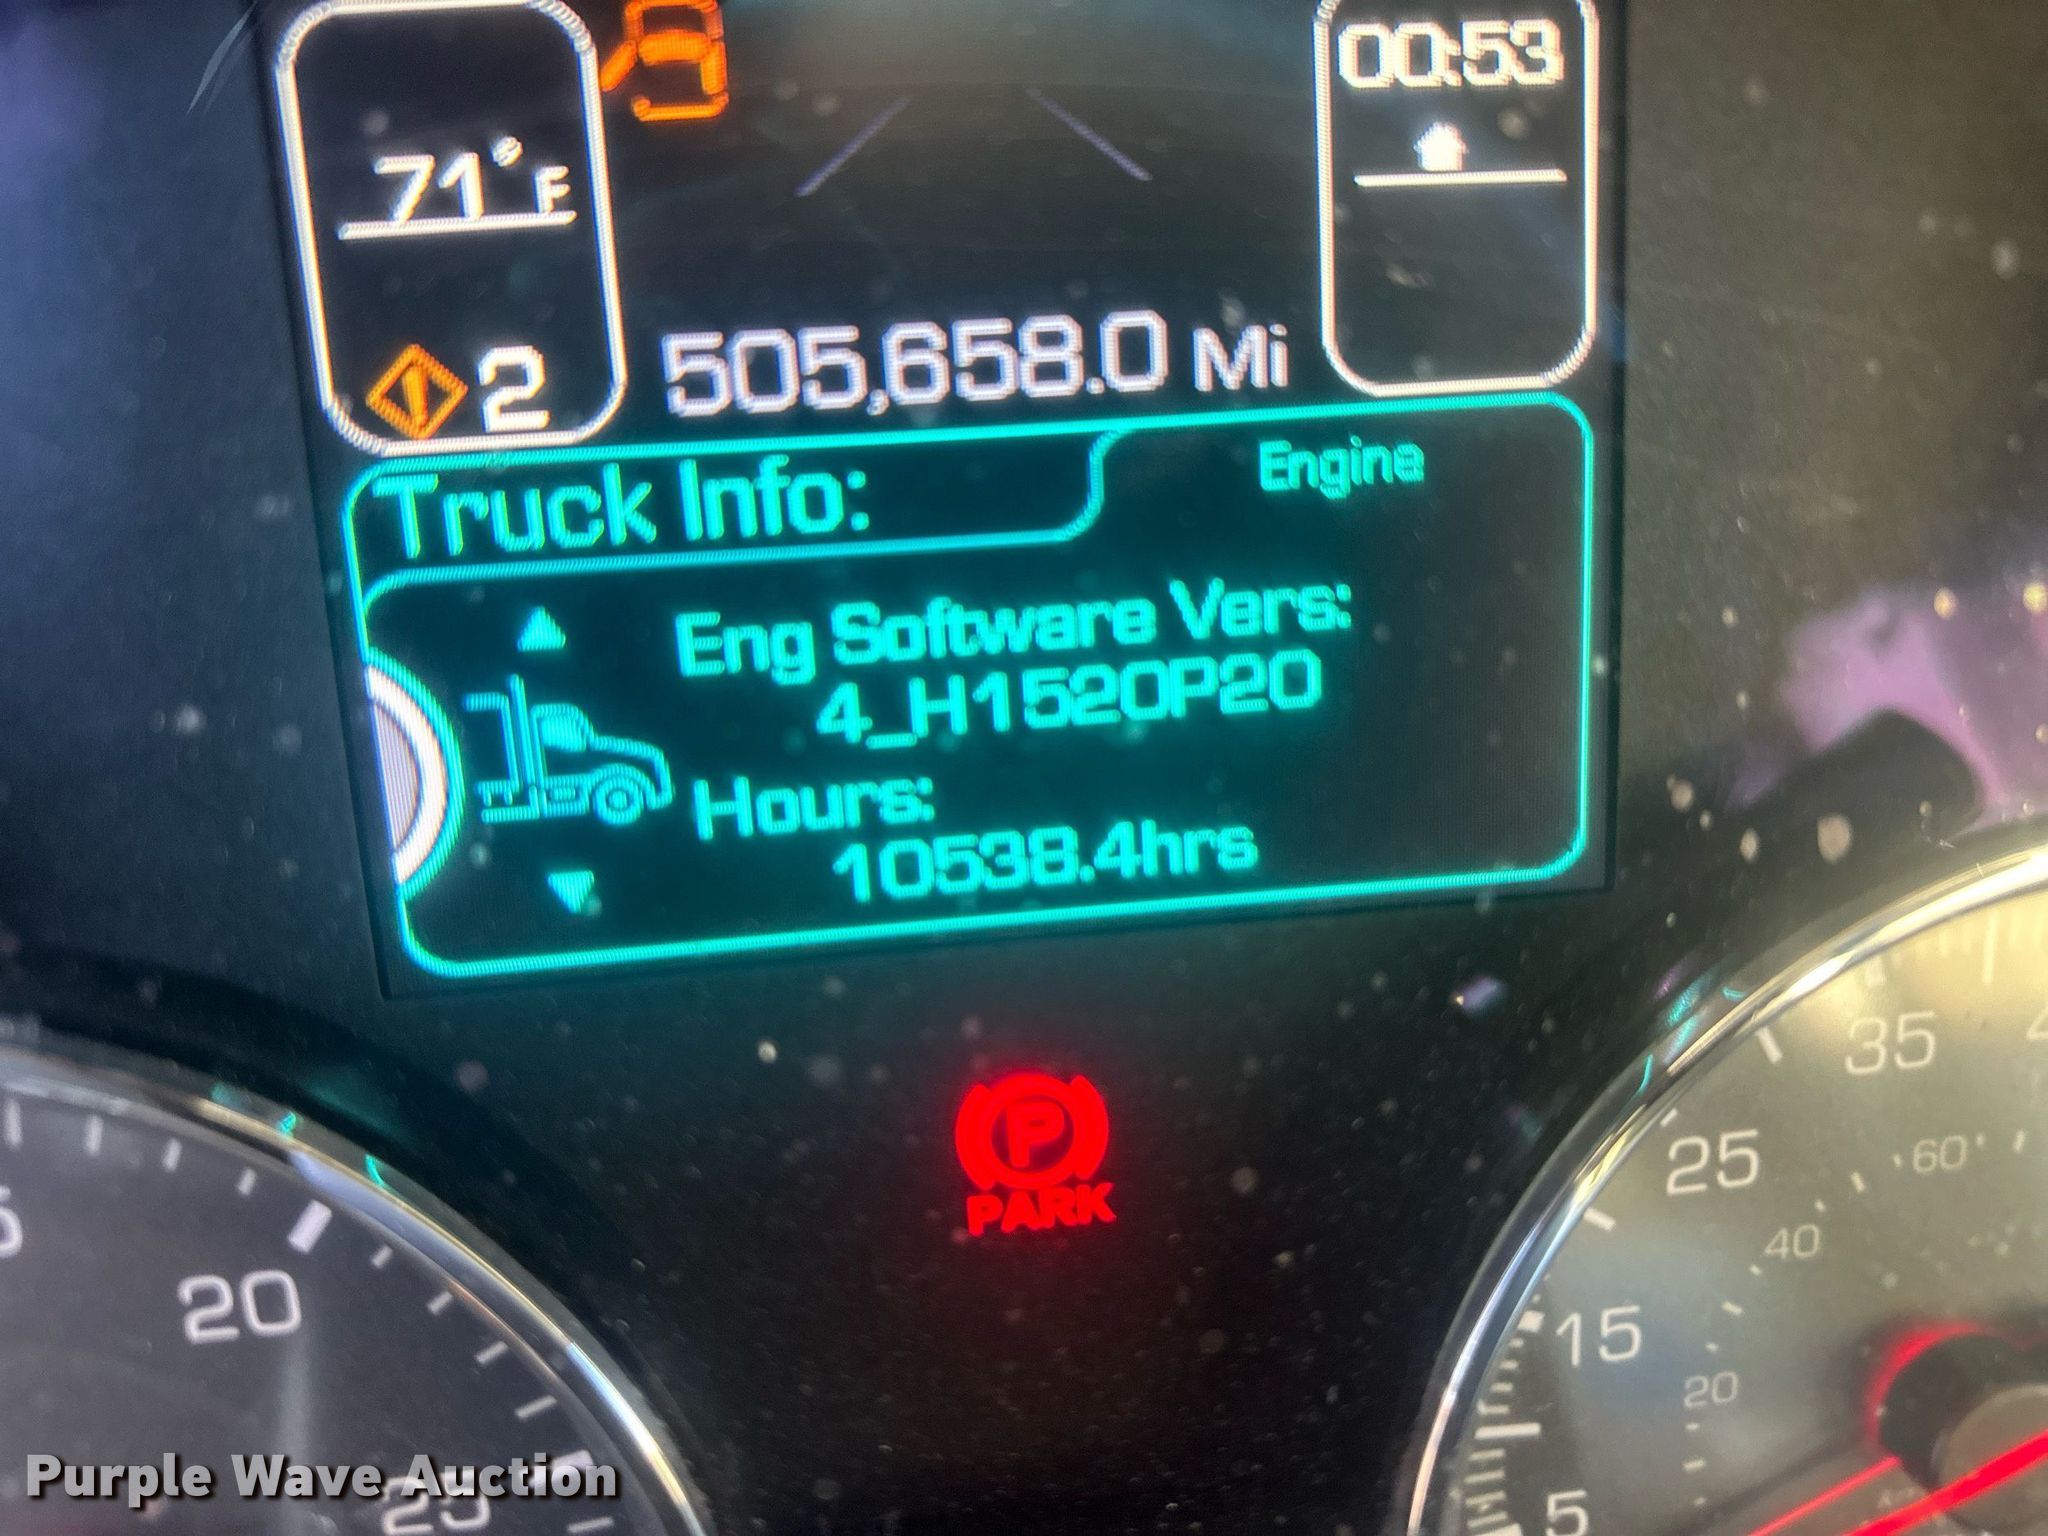 00:53
71°F
2
505,658.0 Mi
Truck Info:
Engine
Eng Software Vers:
4_H1520P20
Hours:
10538.4hrs
P
PARK
20
25
35
25
60
40
15
20
5
Purple Wave Auction